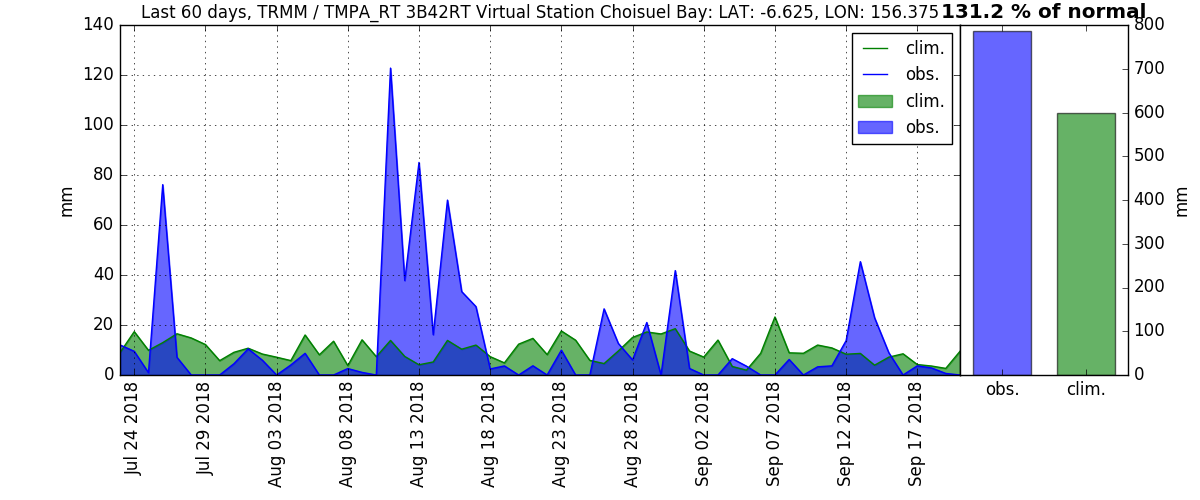 Last 60 days, TRMM / TMPA_RT 3B42RT Virtual Station Choisuel Bay: LAT: -6.625, LON: 156.375
131.2 % of normal
140
120
100
80
60
40
20
0
mm
clim.
obs.
clim.
obs.
Jul 24 2018
Jul 29 2018
Aug 03 2018
Aug 08 2018
Aug 13 2018
Aug 18 2018
Aug 23 2018
Aug 28 2018
Sep 02 2018
Sep 07 2018
Sep 12 2018
Sep 17 2018
800
700
600
500
400
300
200
100
0
mm
obs.
clim.